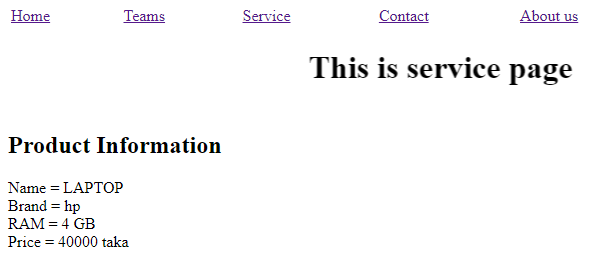 Home Teams Service Contact About us
This is service page
Product Information
Name = LAPTOP
Brand = hp
RAM = 4 GB
Price = 40000 taka